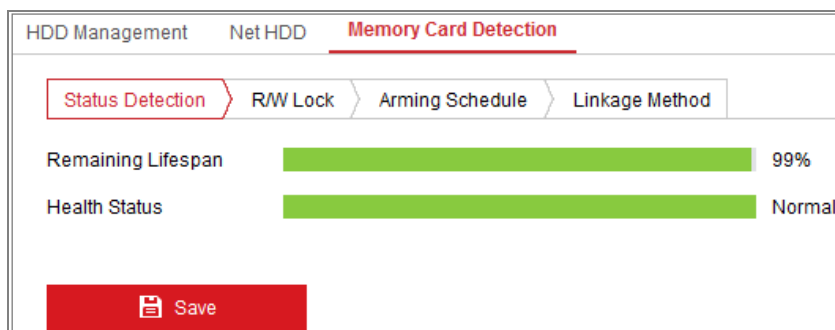 HDD Management Net HDD Memory Card Detection
Status Detection R/W Lock Arming Schedule Linkage Method
Remaining Lifespan 99%
Health Status Normal
Save